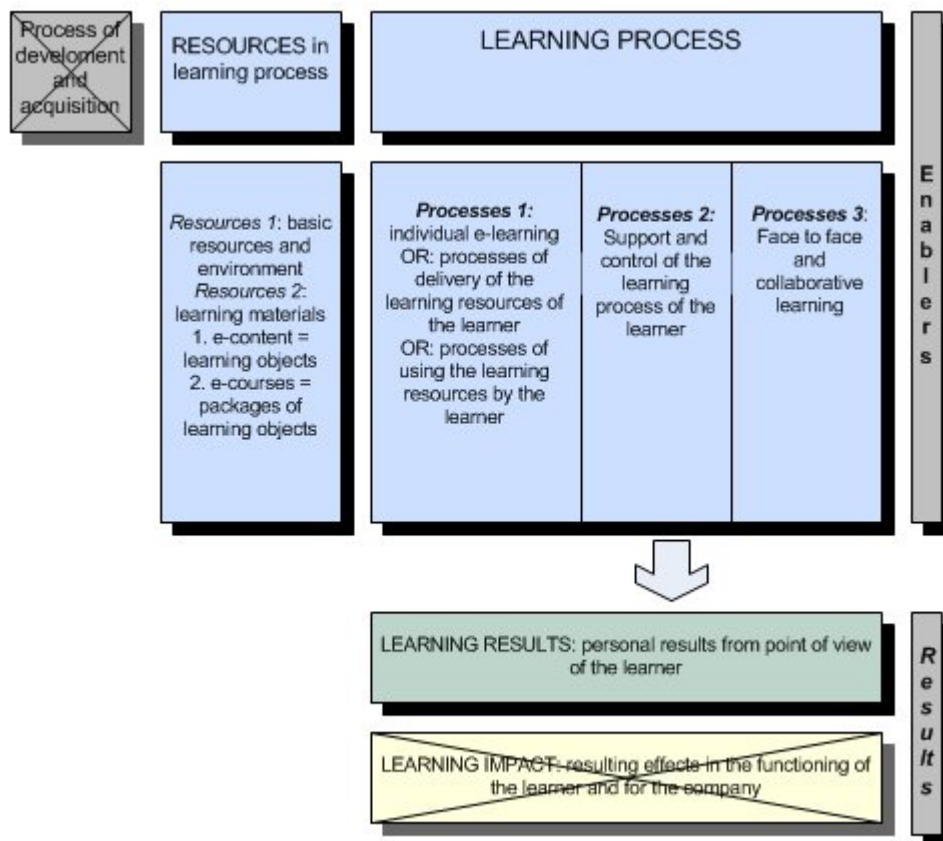 Process of
develoment
and
acquisition
RESOURCES in
learning process
LEARNING PROCESS
Resources 1: basic
resources and
environment
Resources 2:
learning materials
1. e-content =
learning objects
2. e-courses =
packages of
learning objects
Processes 1:
individual e-learning
OR: processes of
delivery of the
learning resources of
the learner
OR: processes of
using the learning
resources by the
learner
Processes 2:
Support and
control of the
learning
process of the
learner
Processes 3:
Face to face
and
collaborative
learning
Enablers
LEARNING RESULTS: personal results from point of view
of the learner
LEARNING IMPACT: resulting effects in the functioning of
the learner and for the company
Results